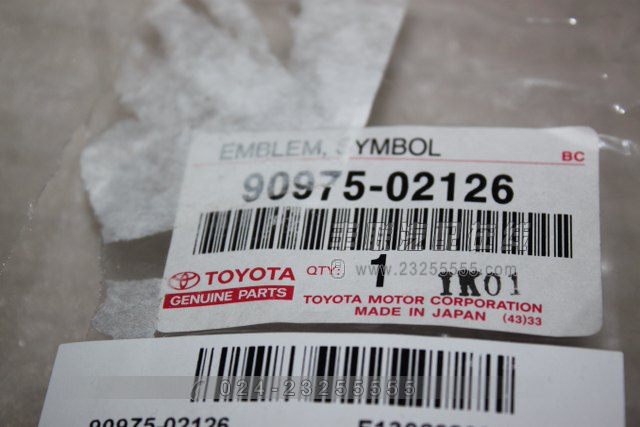 EMBLEM, SYMBOL
BC
90975-02126
TOYOTA
GENUINE PARTS
QTY: 1
www.23255555.com
1K01
TOYOTA MOTOR CORPORATION
MADE IN JAPAN (43)33
024-23255555
90975-02126